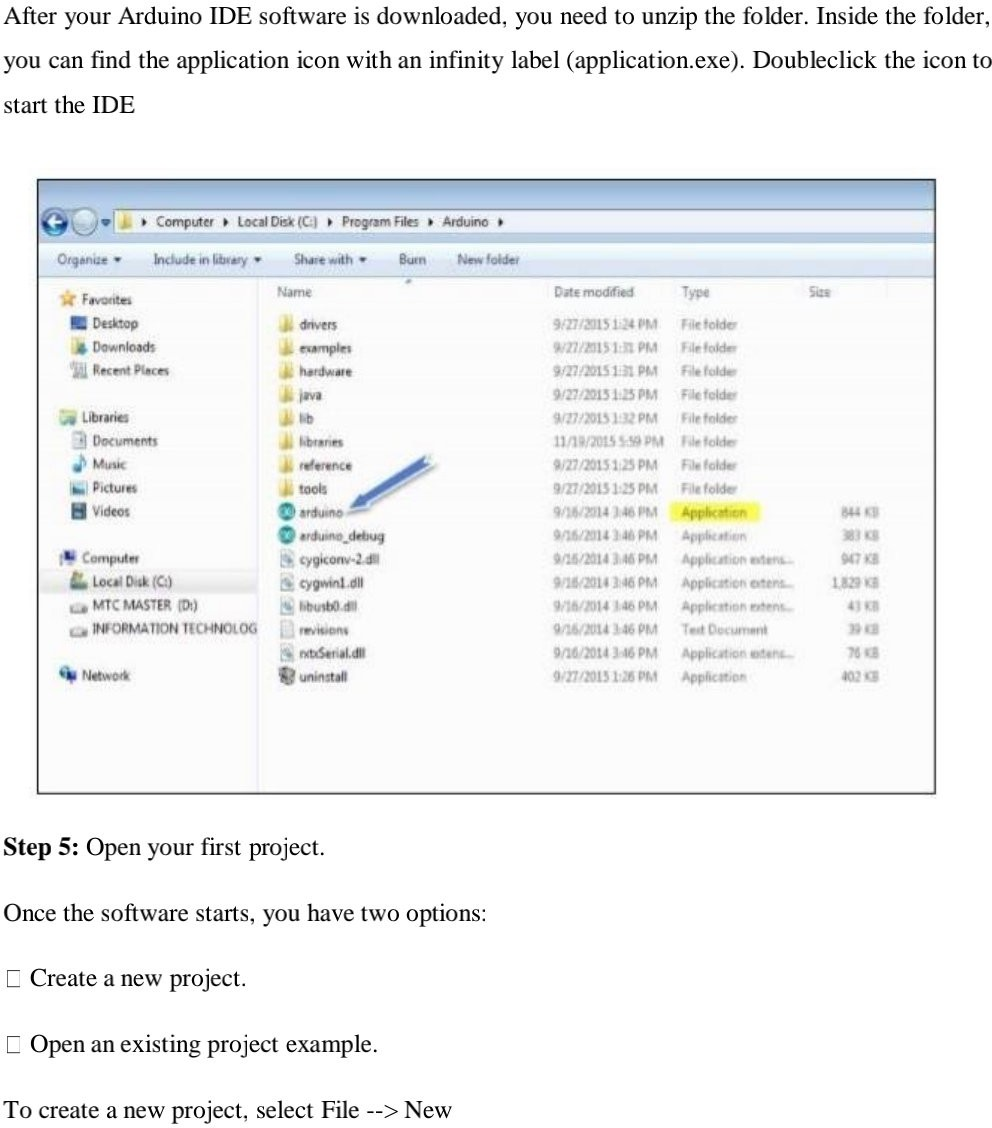 After your Arduino IDE software is downloaded, you need to unzip the folder. Inside the folder,
you can find the application icon with an infinity label (application.exe). Doubleclick the icon to
start the IDE
Computer Local Disk (C:) Program Files Arduino
Organize Include in library Share with Burn New folder
Favorites
Desktop
Downloads
Recent Places
Libraries
Documents
Music
Pictures
Videos
Computer
Local Disk (C:)
MTC MASTER (D:)
INFORMATION TECHNOLOG
Network
Name Date modified Type Size
drivers 9/27/2015 1:24 PM File folder
examples 9/27/2015 1:31 PM File folder
hardware 9/27/2015 1:31 PM File folder
java 9/27/2015 1:25 PM File folder
lib 9/27/2015 1:32 PM File folder
libraries 11/19/2015 5:59 PM File folder
reference 9/27/2015 1:25 PM File folder
tools 9/27/2015 1:25 PM File folder
arduino 9/16/2014 3:46 PM Application 844 KB
arduino_debug 9/16/2014 3:46 PM Application 383 KB
cygiconv-2.dll 9/16/2014 3:46 PM Application extens... 947 KB
cygwin1.dll 9/16/2014 3:46 PM Application extens... 1,829 KB
libusb0.dll 9/16/2014 3:46 PM Application extens... 43 KB
revisions 9/16/2014 3:46 PM Text Document 39 KB
rxtxSerial.dll 9/16/2014 3:46 PM Application extens... 76 KB
uninstall 9/27/2015 1:26 PM Application 402 KB
Step 5: Open your first project.
Once the software starts, you have two options:
□ Create a new project.
□ Open an existing project example.
To create a new project, select File --> New